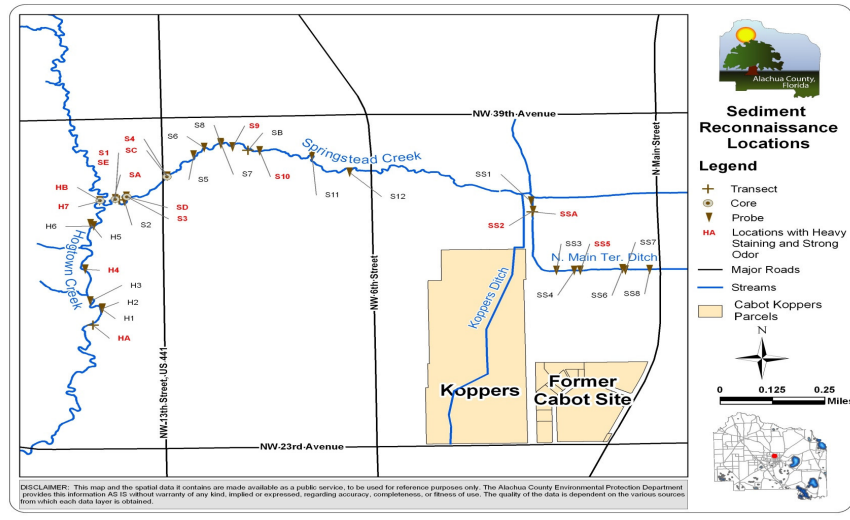 NW 39th Avenue
S8
S6
S9
SB
S4
SC
S1
SE
SA
Springstead Creek
S5
S7
S10
S11
S12
HB
H7
SD
S3
S2
H6
H5
Hogtown Creek
H4
H3
H2
H1
HA
NW 13th Street, US 441
NW 6th Street
N Main Street
SS1
SSA
SS2
SS3
SS5
SS7
N. Main Ter. Ditch
SS4
SS6
SS8
Koppers Ditch
Koppers
Former
Cabot Site
NW 23rd Avenue
Alachua County,
Florida
Sediment
Reconnaissance
Locations
Legend
Transect
Core
Probe
HA
Locations with Heavy
Staining and Strong
Odor
Major Roads
Streams
Cabot Koppers
Parcels
N
0 0.125 0.25
Miles
DISCLAIMER: This map and the spatial data it contains are made available as a public service, to be used for reference purposes only. The Alachua County Environmental Protection Department
provides this information AS IS without warranty of any kind, implied or expressed, regarding accuracy, completeness, or fitness of use. The quality of the data is dependent on the various sources
from which each data layer is obtained.